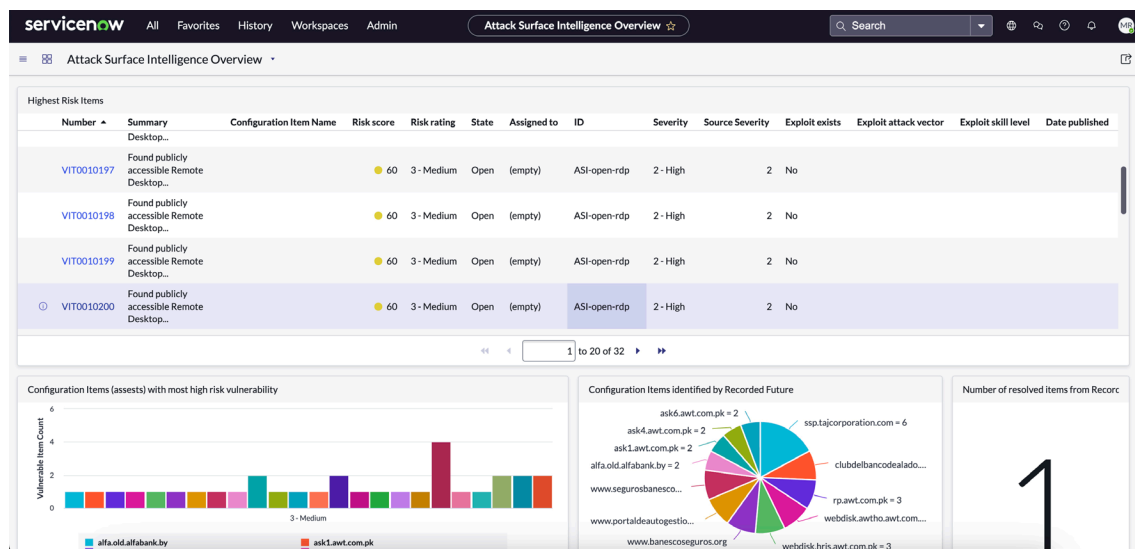 servicenow All Favorites History Workspaces Admin Attack Surface Intelligence Overview ☆ Search MR
Attack Surface Intelligence Overview
Highest Risk Items
Number Summary Configuration Item Name Risk score Risk rating State Assigned to ID Severity Source Severity Exploit exists Exploit attack vector Exploit skill level Date published
Desktop...
Found publicly
VIT0010197 accessible Remote 60 3 - Medium Open (empty) ASI-open-rdp 2 - High 2 No
Desktop...
Found publicly
VIT0010198 accessible Remote 60 3 - Medium Open (empty) ASI-open-rdp 2 - High 2 No
Desktop...
Found publicly
VIT0010199 accessible Remote 60 3 - Medium Open (empty) ASI-open-rdp 2 - High 2 No
Desktop...
Found publicly
VIT0010200 accessible Remote 60 3 - Medium Open (empty) ASI-open-rdp 2 - High 2 No
Desktop...
1 to 20 of 32
Configuration Items (assests) with most high risk vulnerability
Vulnerable Item Count
6
4
2
0
3 - Medium
alfa.old.alfabank.by ask1.awt.com.pk
Configuration Items identified by Recorded Future
ask6.awt.com.pk = 2
ssp.tajcorporation.com = 6
ask4.awt.com.pk = 2
ask1.awt.com.pk = 2
alfa.old.alfabank.by = 2
clubdelbancodealado....
www.segurosbanesco...
rp.awt.com.pk = 3
www.portaldeautogestio...
webdisk.awtho.awt.com....
www.banescoseguros.org
webdisk.hris.awt.com.pk = 3
Number of resolved items from Recorc
1